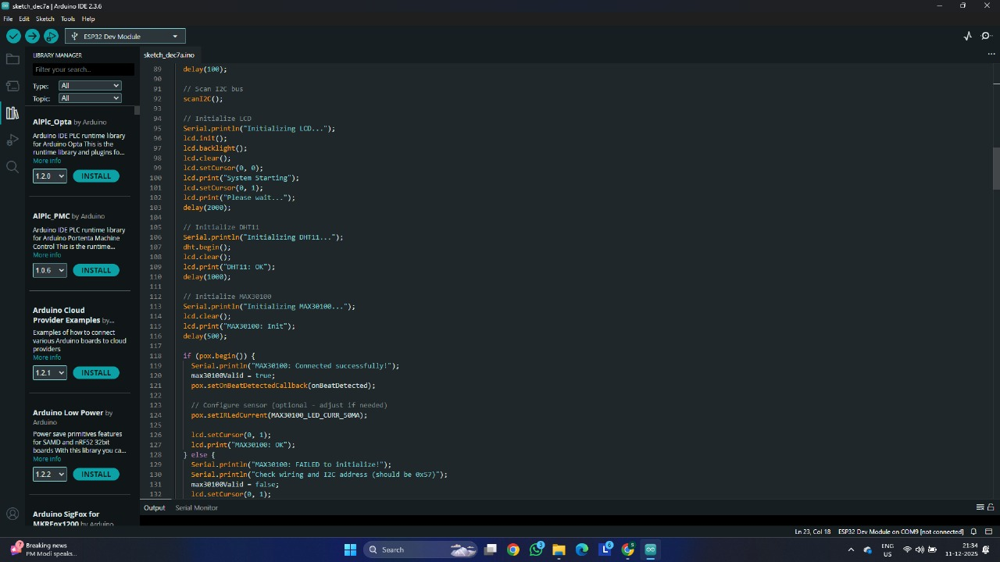 sketch_dec7a | Arduino IDE 2.3.6
File Edit Sketch Tools Help
ESP32 Dev Module
LIBRARY MANAGER
Filter your search...
Type: All
Topic: All
AIPlc_Opta by Arduino
Arduino IDE PLC runtime library
for Arduino Opta This is the
runtime library and plugins fo...
More info
1.2.0 INSTALL
AIPlc_PMC by Arduino
Arduino IDE PLC runtime library
for Arduino Portenta Machine
Control This is the runtime...
More info
1.0.6 INSTALL
Arduino Cloud
Provider Examples by...
Examples of how to connect
various Arduino boards to cloud
providers
More info
1.2.1 INSTALL
Arduino Low Power by
Arduino
Power save primitives features
for SAMD and nRF52 32bit
boards With this library you ca...
More info
1.2.2 INSTALL
Arduino SigFox for
MKRFox1200 by Arduino
sketch_dec7a.ino
89 delay(100);
90
91 // Scan I2C bus
92 scanI2C();
93
94 // Initialize LCD
95 Serial.println("Initializing LCD...");
96 lcd.init();
97 lcd.backlight();
98 lcd.clear();
99 lcd.setCursor(0, 0);
100 lcd.print("System Starting");
101 lcd.setCursor(0, 1);
102 lcd.print("Please wait...");
103 delay(2000);
104
105 // Initialize DHT11
106 Serial.println("Initializing DHT11...");
107 dht.begin();
108 lcd.clear();
109 lcd.print("DHT11: OK");
110 delay(1000);
111
112 // Initialize MAX30100
113 Serial.println("Initializing MAX30100...");
114 lcd.clear();
115 lcd.print("MAX30100: Init");
116 delay(500);
117
118 if (pox.begin()) {
119 Serial.println("MAX30100: Connected successfully!");
120 max30100Valid = true;
121 pox.setOnBeatDetectedCallback(onBeatDetected);
122
123 // Configure sensor (optional - adjust if needed)
124 pox.setIRLedCurrent(MAX30100_LED_CURR_50MA);
125
126 lcd.setCursor(0, 1);
127 lcd.print("MAX30100: OK");
128 } else {
129 Serial.println("MAX30100: FAILED to initialize!");
130 Serial.println("Check wiring and I2C address (should be 0x57)");
131 max30100Valid = false;
132 lcd.setCursor(0, 1);
Output Serial Monitor
Ln 23, Col 18 ESP32 Dev Module on COM9 [not connected]
7 Breaking news
PM Modi speaks...
Search
3
6
S
ENG
US
21:34
11-12-2025